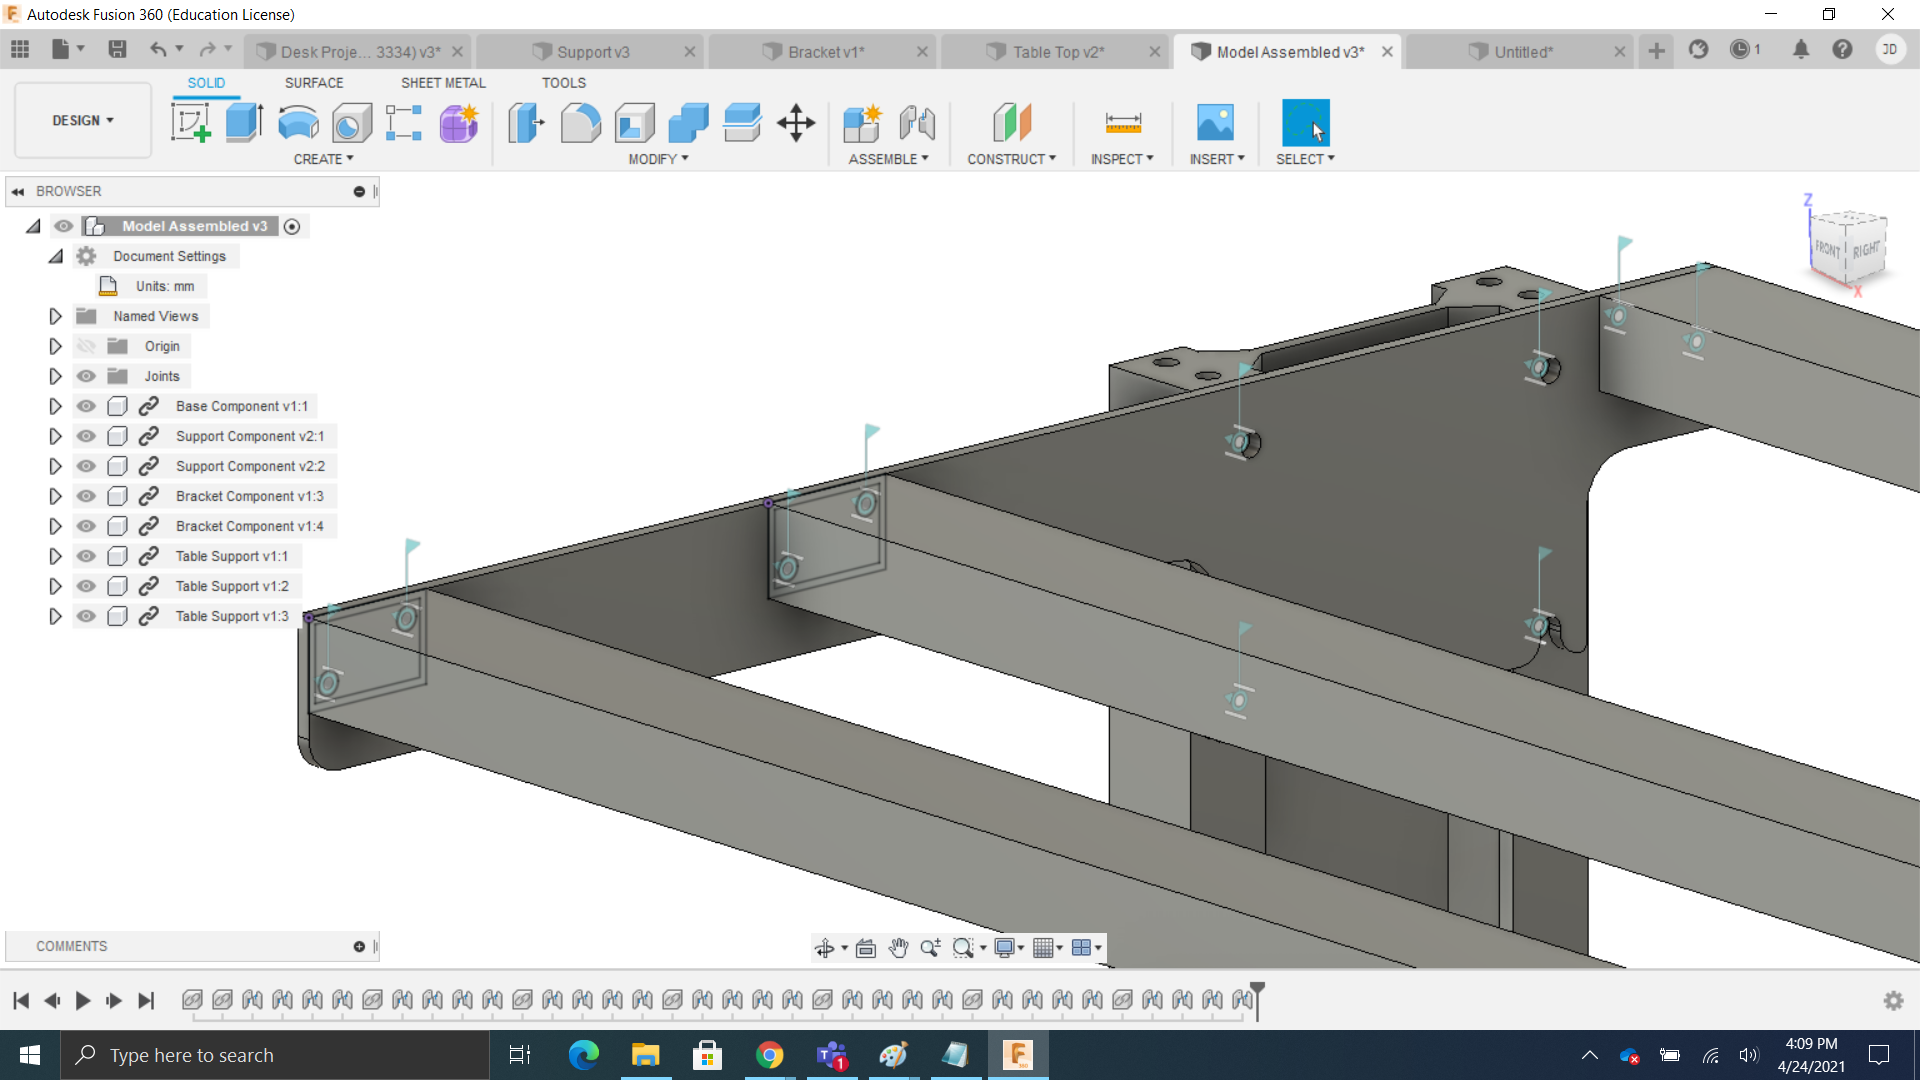 Autodesk Fusion 360 (Education License)
Desk Proje... 3334) v3*
Support v3
Bracket v1*
Table Top v2*
Model Assembled v3*
Untitled*
1
JD
SOLID
SURFACE
SHEET METAL
TOOLS
DESIGN
CREATE
MODIFY
ASSEMBLE
CONSTRUCT
INSPECT
INSERT
SELECT
BROWSER
Model Assembled v3
Document Settings
Units: mm
Named Views
Origin
Joints
Base Component v1:1
Support Component v2:1
Support Component v2:2
Bracket Component v1:3
Bracket Component v1:4
Table Support v1:1
Table Support v1:2
Table Support v1:3
Z
FRONT
RIGHT
X
COMMENTS
Type here to search
1
4:09 PM
4/24/2021